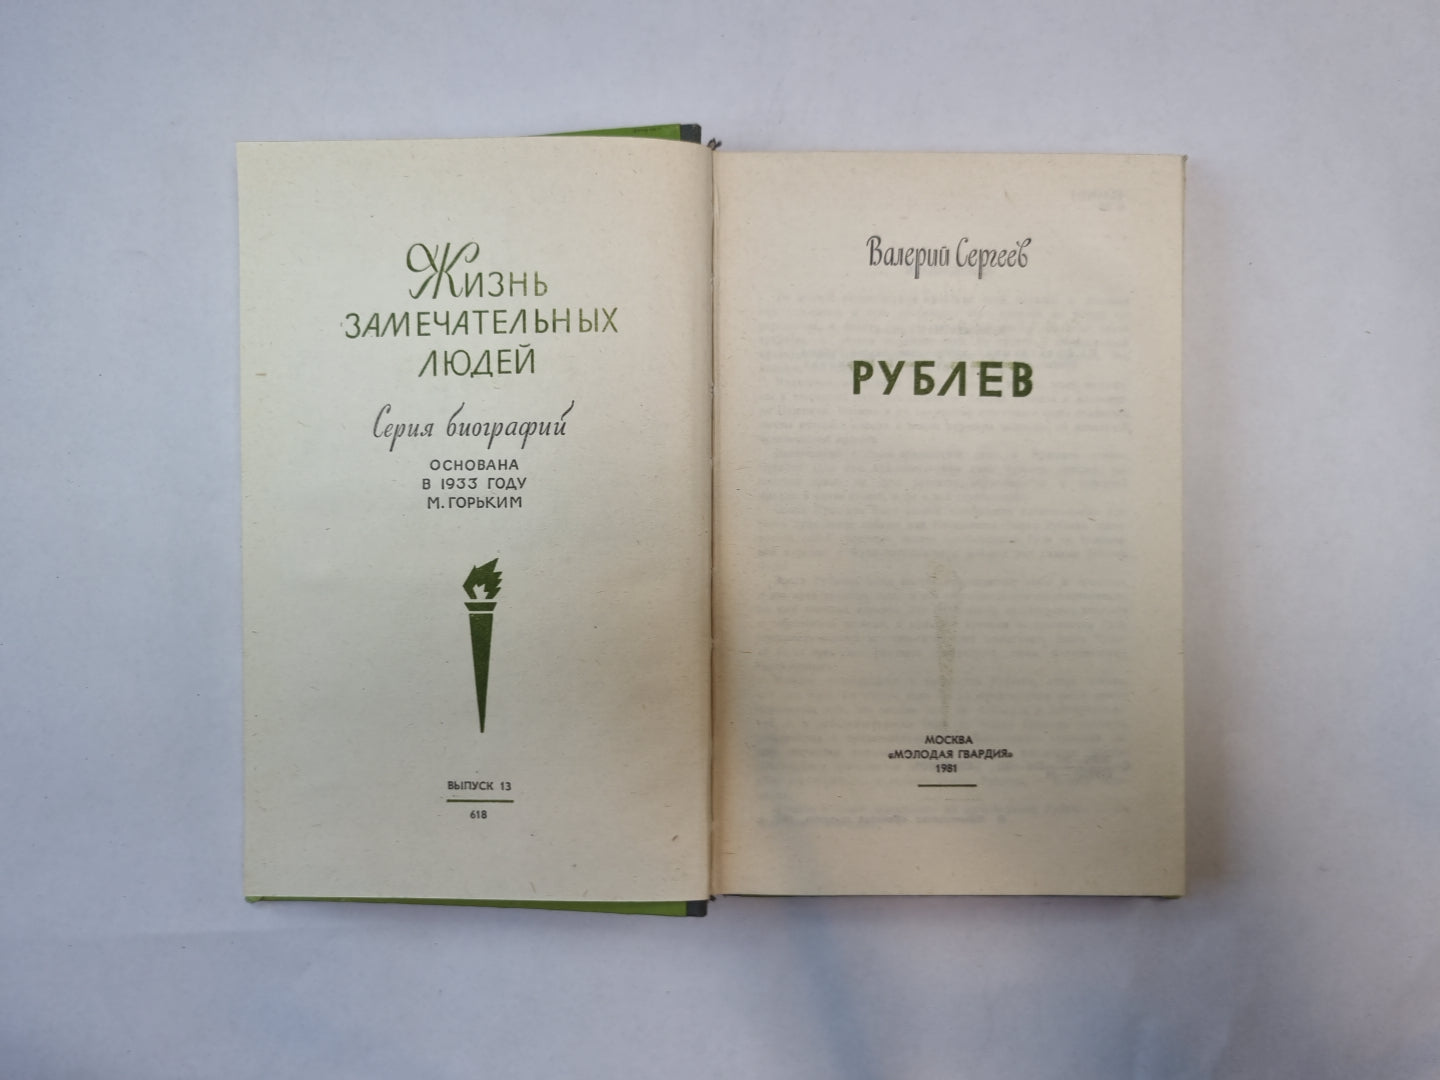 Жизнь
ЗАМЕЧАТЕЛЬНЫХ
ЛЮДЕЙ
Серия биографий
ОСНОВАНА
В 1933 ГОДУ
М. ГОРЬКИМ
ВЫПУСК 13
618
Валерий Сергеев
РУБЛЕВ
МОСКВА
«МОЛОДАЯ ГВАРДИЯ»
1981